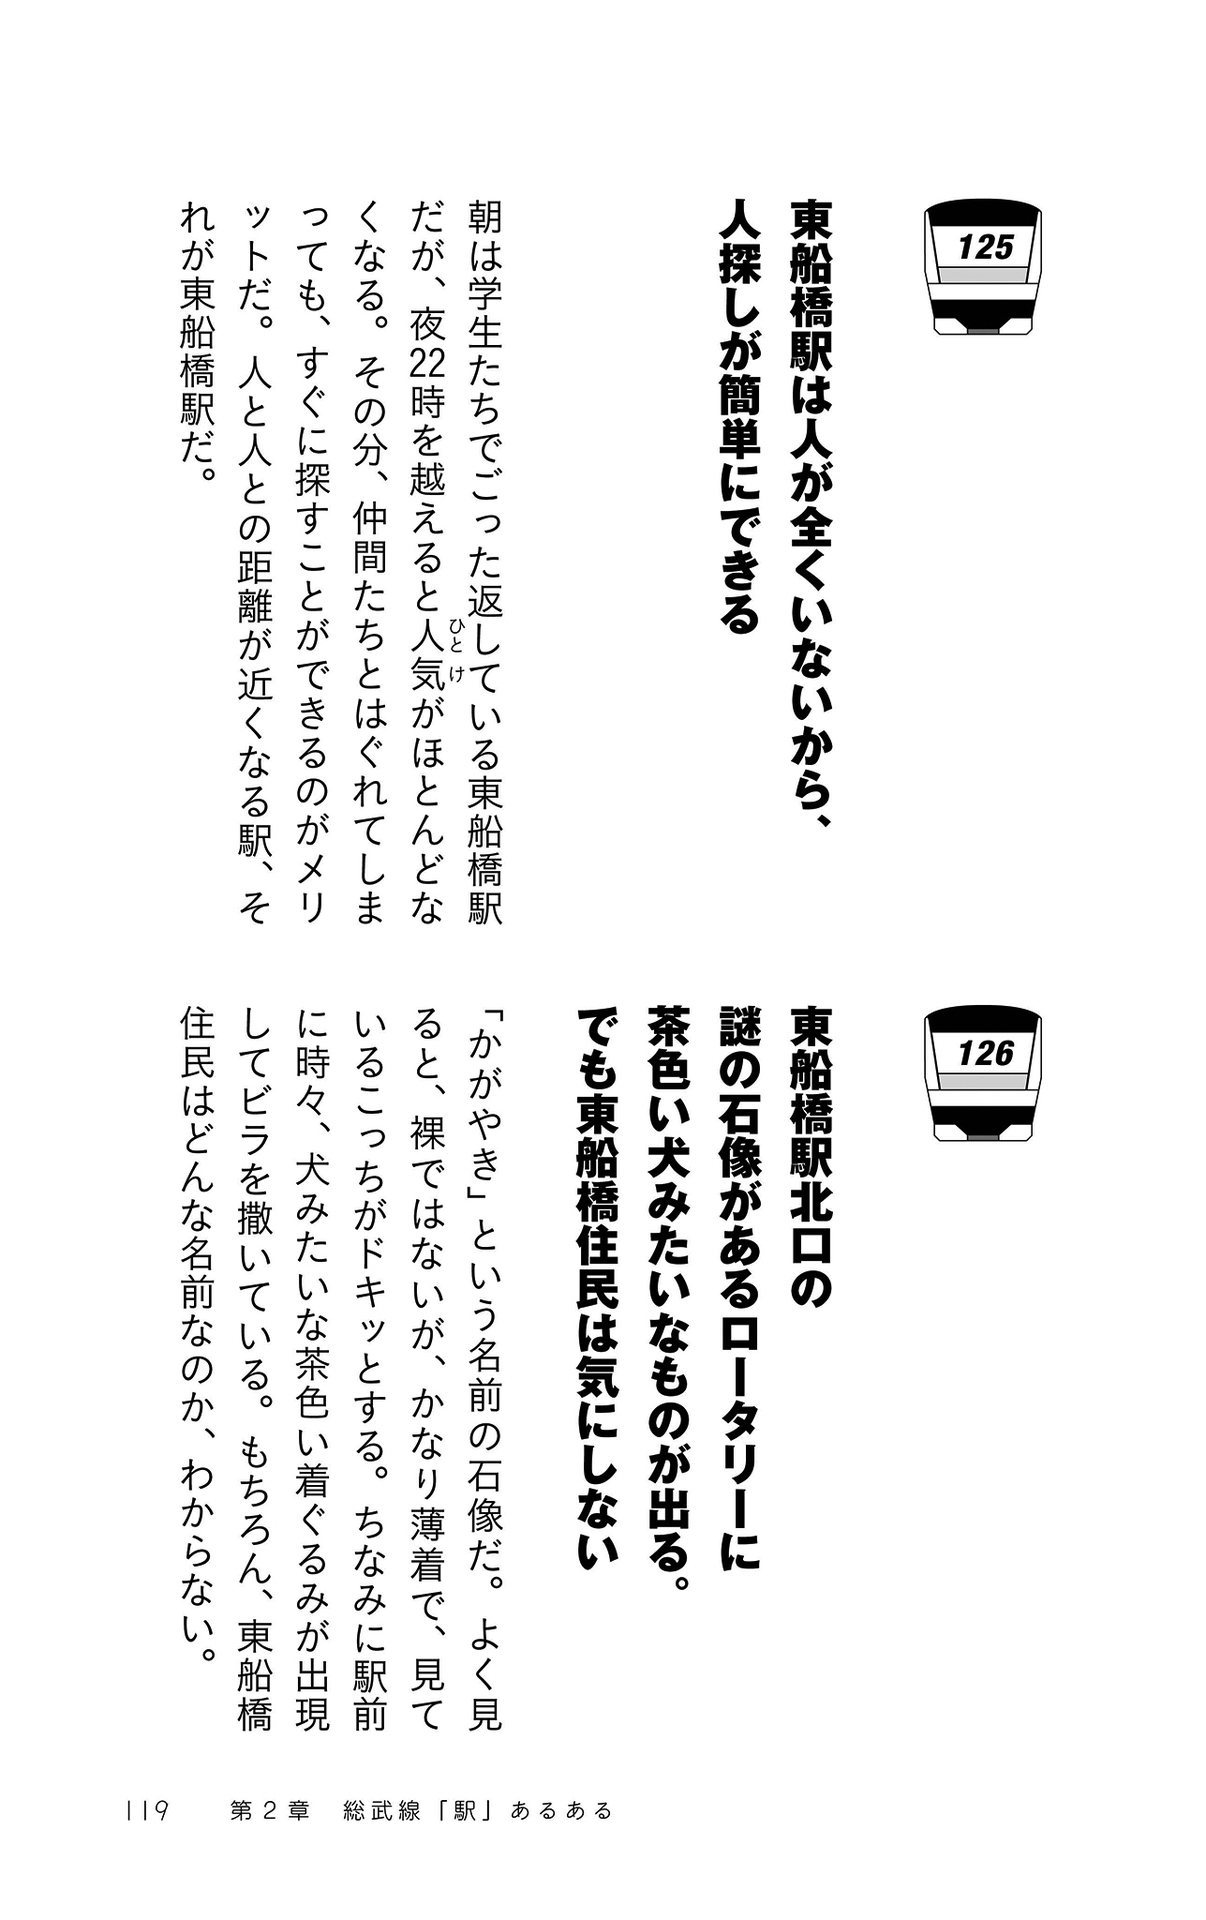 125
東船橋駅は人が全くいないから、
人探しが簡単にできる
朝は学生たちでごった返している東船橋駅
だが、夜22時を越えると人気がほとんどな
ひとけ
くなる。その分、仲間たちとはぐれてしま
っても、すぐに探すことができるのがメリ
ットだ。人と人との距離が近くなる駅、そ
れが東船橋駅だ。
126
東船橋駅北口の
謎の石像があるロータリーに
茶色い犬みたいなものが出る。
でも東船橋住民は気にしない
「かがやき」という名前の石像だ。よく見
ると、裸ではないが、かなり薄着で、見て
いるこっちがドキッとする。ちなみに駅前
に時々、犬みたいな茶色い着ぐるみが出現
してビラを撒いている。もちろん、東船橋
住民はどんな名前なのか、わからない。
119 第2章 総武線「駅」あるある